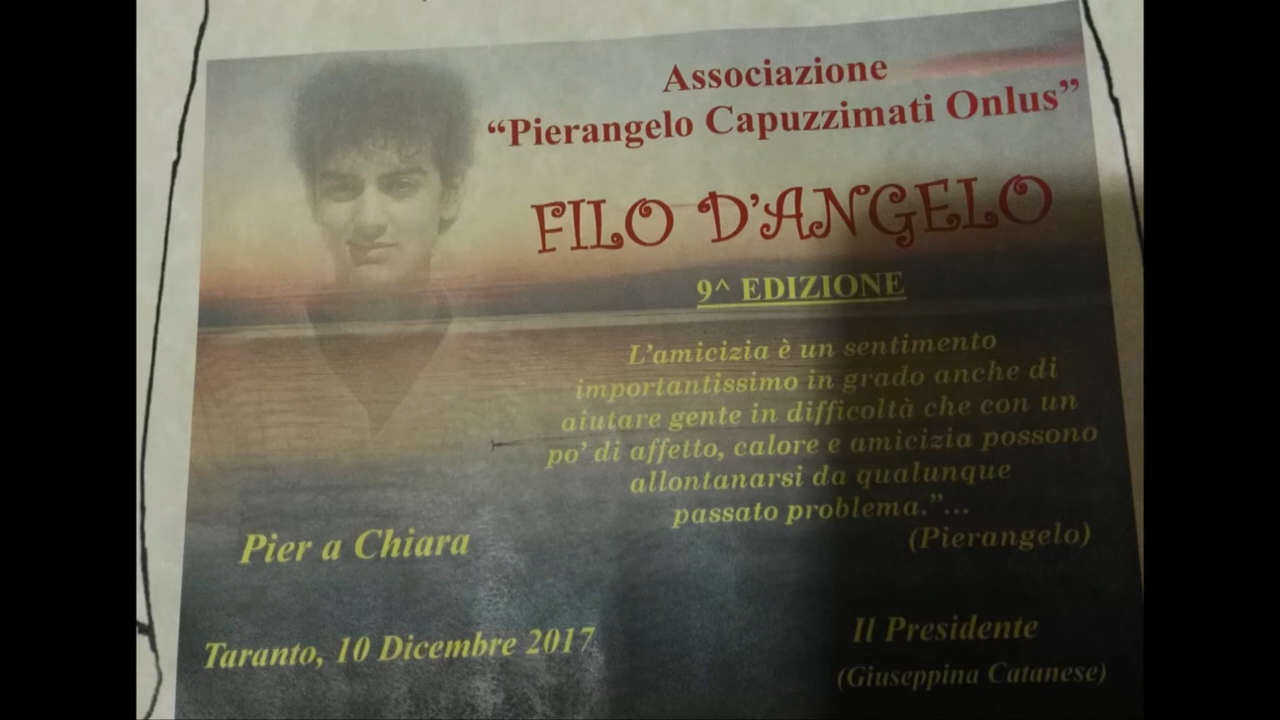 Associazione
“Pierangelo Capuzzimati Onlus”
FILO D'ANGELO
9^ EDIZIONE
L'amicizia è un sentimento
importantissimo in grado anche di
aiutare gente in difficoltà che con un
po' di affetto, calore e amicizia possono
allontanarsi da qualunque
passato problema.”...
(Pierangelo)
Pier a Chiara
Taranto, 10 Dicembre 2017
Il Presidente
(Giuseppina Catanese)